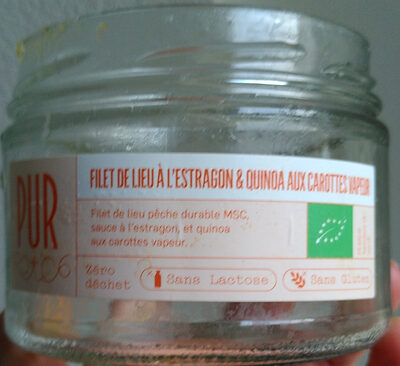 FILET DE LIEU À L'ESTRAGON & QUINOA AUX CAROTTES VAPEUR
PUR
Filet de lieu pêche durable MSC,
sauce à l'estragon, et quinoa
aux carottes vapeur.
Zéro
déchet
Sans Lactose
Sans Gluten